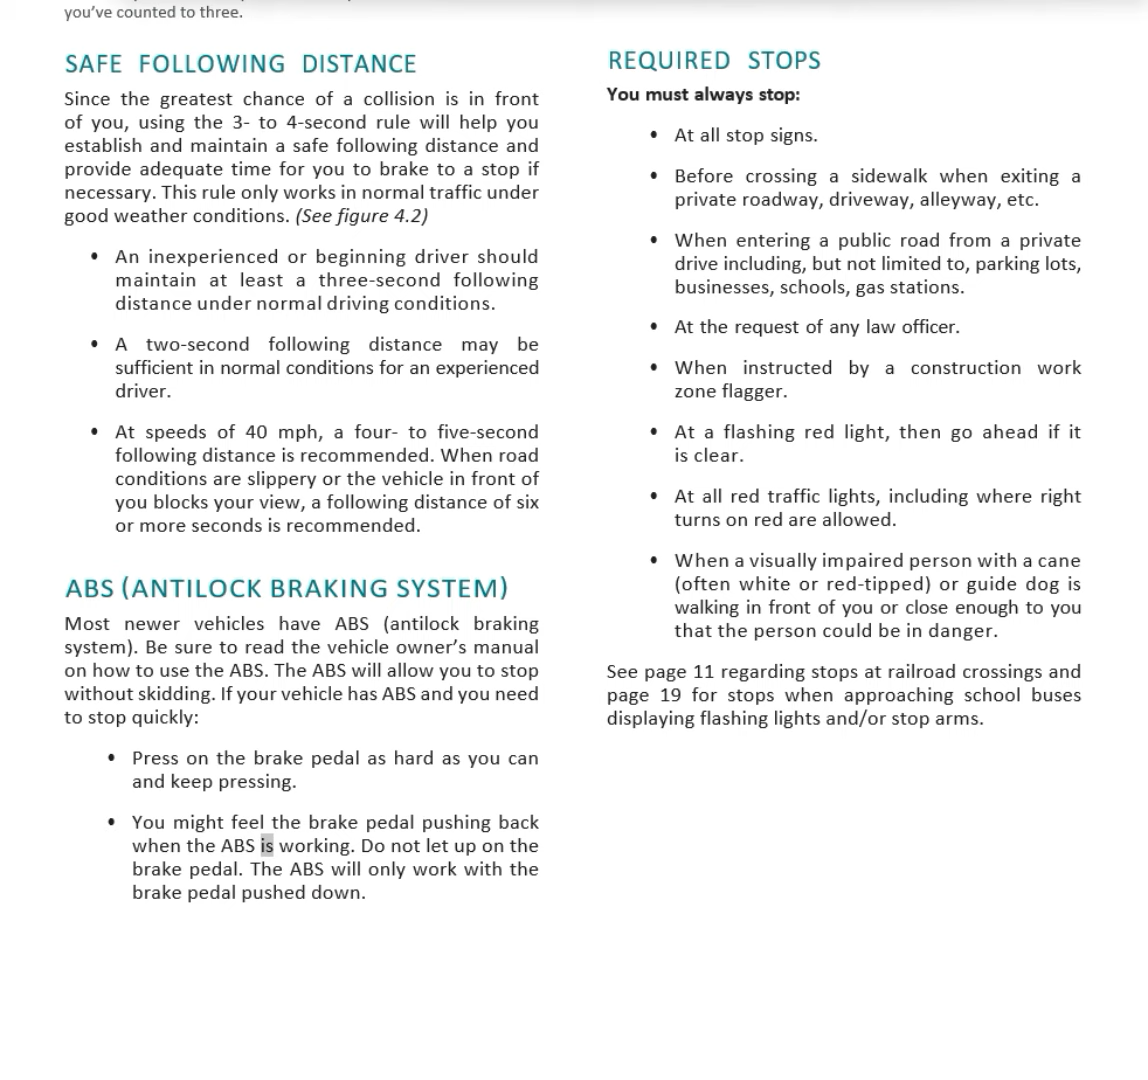 you've counted to three.
SAFE FOLLOWING DISTANCE
Since the greatest chance of a collision is in front
of you, using the 3- to 4-second rule will help you
establish and maintain a safe following distance and
provide adequate time for you to brake to a stop if
necessary. This rule only works in normal traffic under
good weather conditions. (See figure 4.2)
• An inexperienced or beginning driver should
maintain at least a three-second following
distance under normal driving conditions.
• A two-second following distance may be
sufficient in normal conditions for an experienced
driver.
• At speeds of 40 mph, a four- to five-second
following distance is recommended. When road
conditions are slippery or the vehicle in front of
you blocks your view, a following distance of six
or more seconds is recommended.
ABS (ANTILOCK BRAKING SYSTEM)
Most newer vehicles have ABS (antilock braking
system). Be sure to read the vehicle owner's manual
on how to use the ABS. The ABS will allow you to stop
without skidding. If your vehicle has ABS and you need
to stop quickly:
• Press on the brake pedal as hard as you can
and keep pressing.
• You might feel the brake pedal pushing back
when the ABS is working. Do not let up on the
brake pedal. The ABS will only work with the
brake pedal pushed down.
REQUIRED STOPS
You must always stop:
• At all stop signs.
• Before crossing a sidewalk when exiting a
private roadway, driveway, alleyway, etc.
• When entering a public road from a private
drive including, but not limited to, parking lots,
businesses, schools, gas stations.
• At the request of any law officer.
• When instructed by a construction work
zone flagger.
• At a flashing red light, then go ahead if it
is clear.
• At all red traffic lights, including where right
turns on red are allowed.
• When a visually impaired person with a cane
(often white or red-tipped) or guide dog is
walking in front of you or close enough to you
that the person could be in danger.
See page 11 regarding stops at railroad crossings and
page 19 for stops when approaching school buses
displaying flashing lights and/or stop arms.